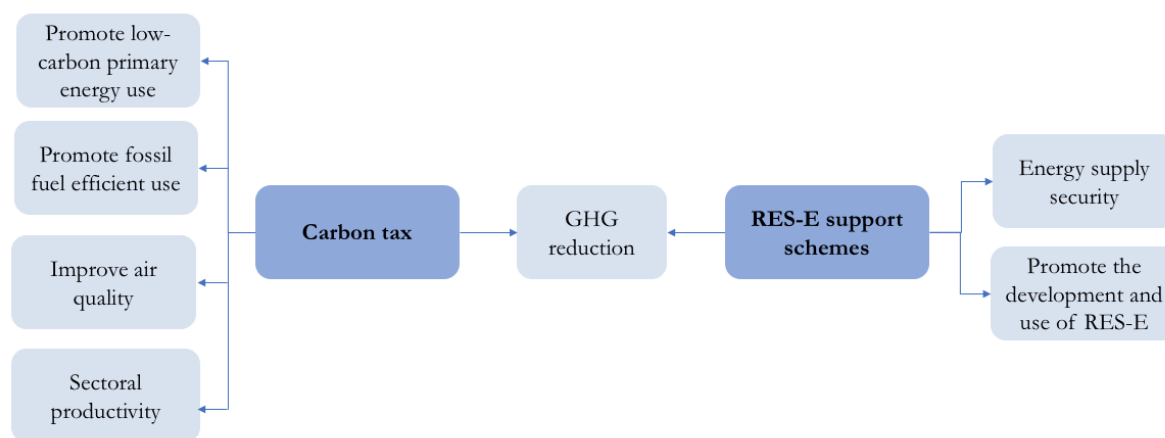 Promote low-
carbon primary
energy use
Promote fossil
fuel efficient use
Improve air
quality
Sectoral
productivity
Carbon tax
GHG
reduction
RES-E support
schemes
Energy supply
security
Promote the
development and
use of RES-E